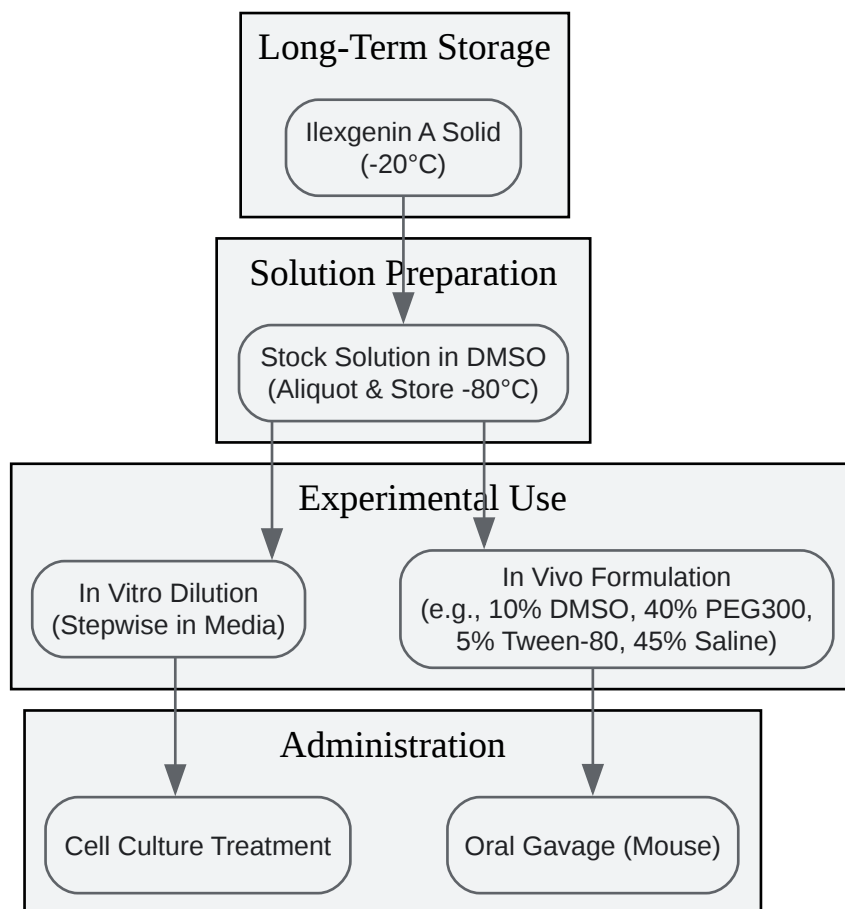 Long-Term Storage
Ilexgenin A Solid
(-20°C)
Solution Preparation
Stock Solution in DMSO
(Aliquot & Store -80°C)
Experimental Use
In Vitro Dilution
(Stepwise in Media)
In Vivo Formulation
(e.g., 10% DMSO, 40% PEG300,
5% Tween-80, 45% Saline)
Administration
Cell Culture Treatment
Oral Gavage (Mouse)